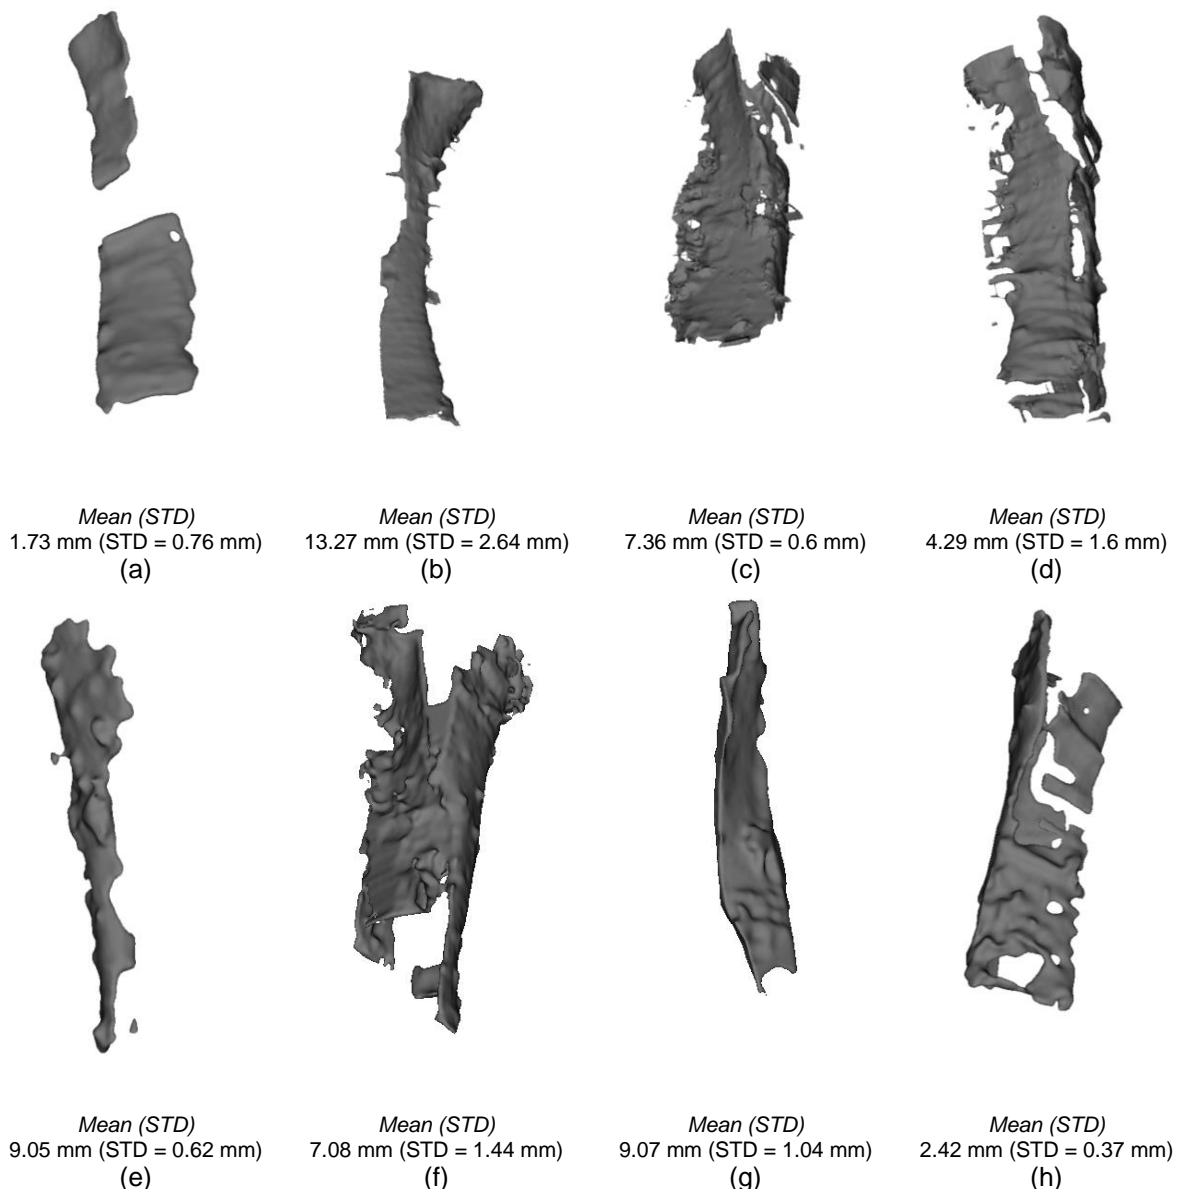 Mean (STD)
1.73 mm (STD = 0.76 mm)
(a)
Mean (STD)
13.27 mm (STD = 2.64 mm)
(b)
Mean (STD)
7.36 mm (STD = 0.6 mm)
(c)
Mean (STD)
4.29 mm (STD = 1.6 mm)
(d)
Mean (STD)
9.05 mm (STD = 0.62 mm)
(e)
Mean (STD)
7.08 mm (STD = 1.44 mm)
(f)
Mean (STD)
9.07 mm (STD = 1.04 mm)
(g)
Mean (STD)
2.42 mm (STD = 0.37 mm)
(h)